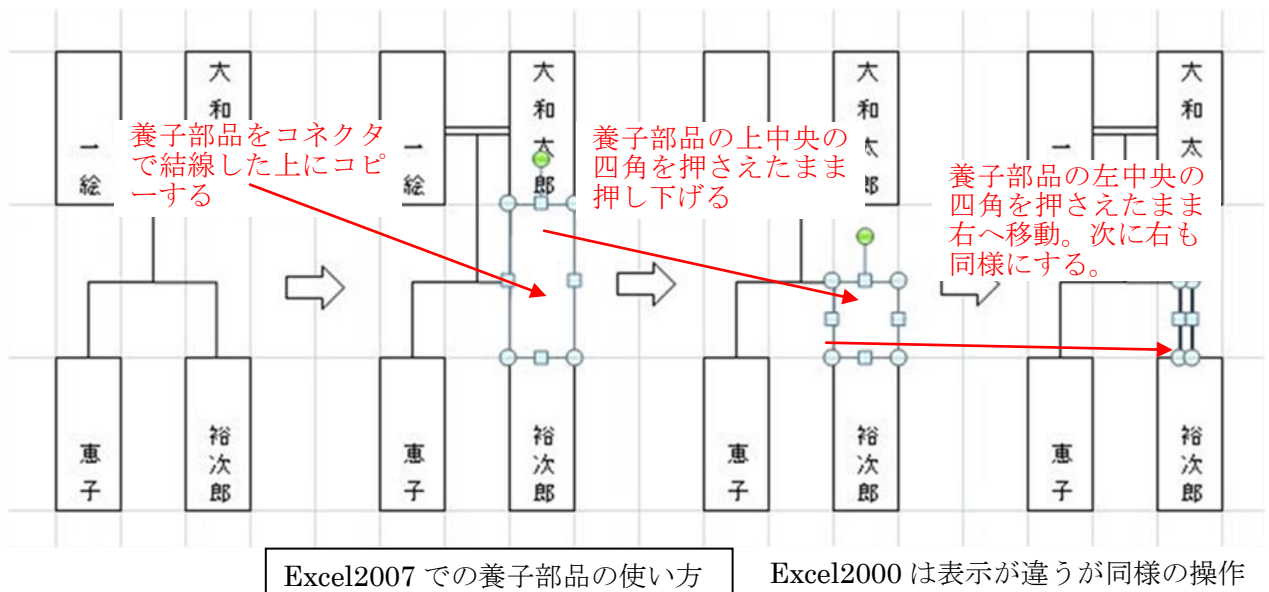 一絵
大和
養子部品をコネクタ
で結線した上にコピ
ーする
恵子
裕次郎
一絵
大和太郎
恵子
裕次郎
養子部品の上中央の
四角を押さえたまま
押し下げる
大和太郎
恵子
裕次郎
一
大和太
養子部品の左中央の
四角を押さえたまま
右へ移動。次に右も
同様にする。
恵子
裕次郎
Excel2007 での養子部品の使い方
Excel2000 は表示が違うが同様の操作